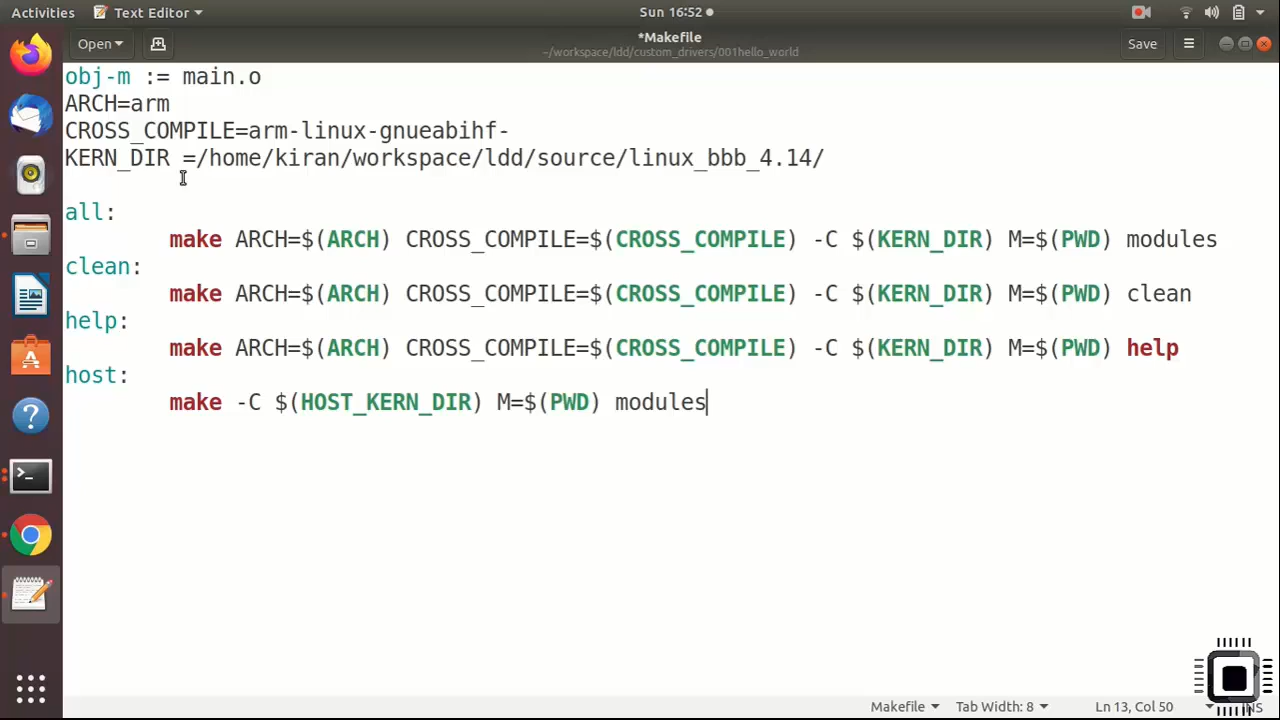 Activities Text Editor Sun 16:52
Open *Makefile Save
~/workspace/ldd/custom_drivers/001hello_world
obj-m := main.o
ARCH=arm
CROSS_COMPILE=arm-linux-gnueabihf-
KERN_DIR =/home/kiran/workspace/ldd/source/linux_bbb_4.14/
all:
make ARCH=$(ARCH) CROSS_COMPILE=$(CROSS_COMPILE) -C $(KERN_DIR) M=$(PWD) modules
clean:
make ARCH=$(ARCH) CROSS_COMPILE=$(CROSS_COMPILE) -C $(KERN_DIR) M=$(PWD) clean
help:
make ARCH=$(ARCH) CROSS_COMPILE=$(CROSS_COMPILE) -C $(KERN_DIR) M=$(PWD) help
host:
make -C $(HOST_KERN_DIR) M=$(PWD) modules
Makefile Tab Width: 8 Ln 13, Col 50